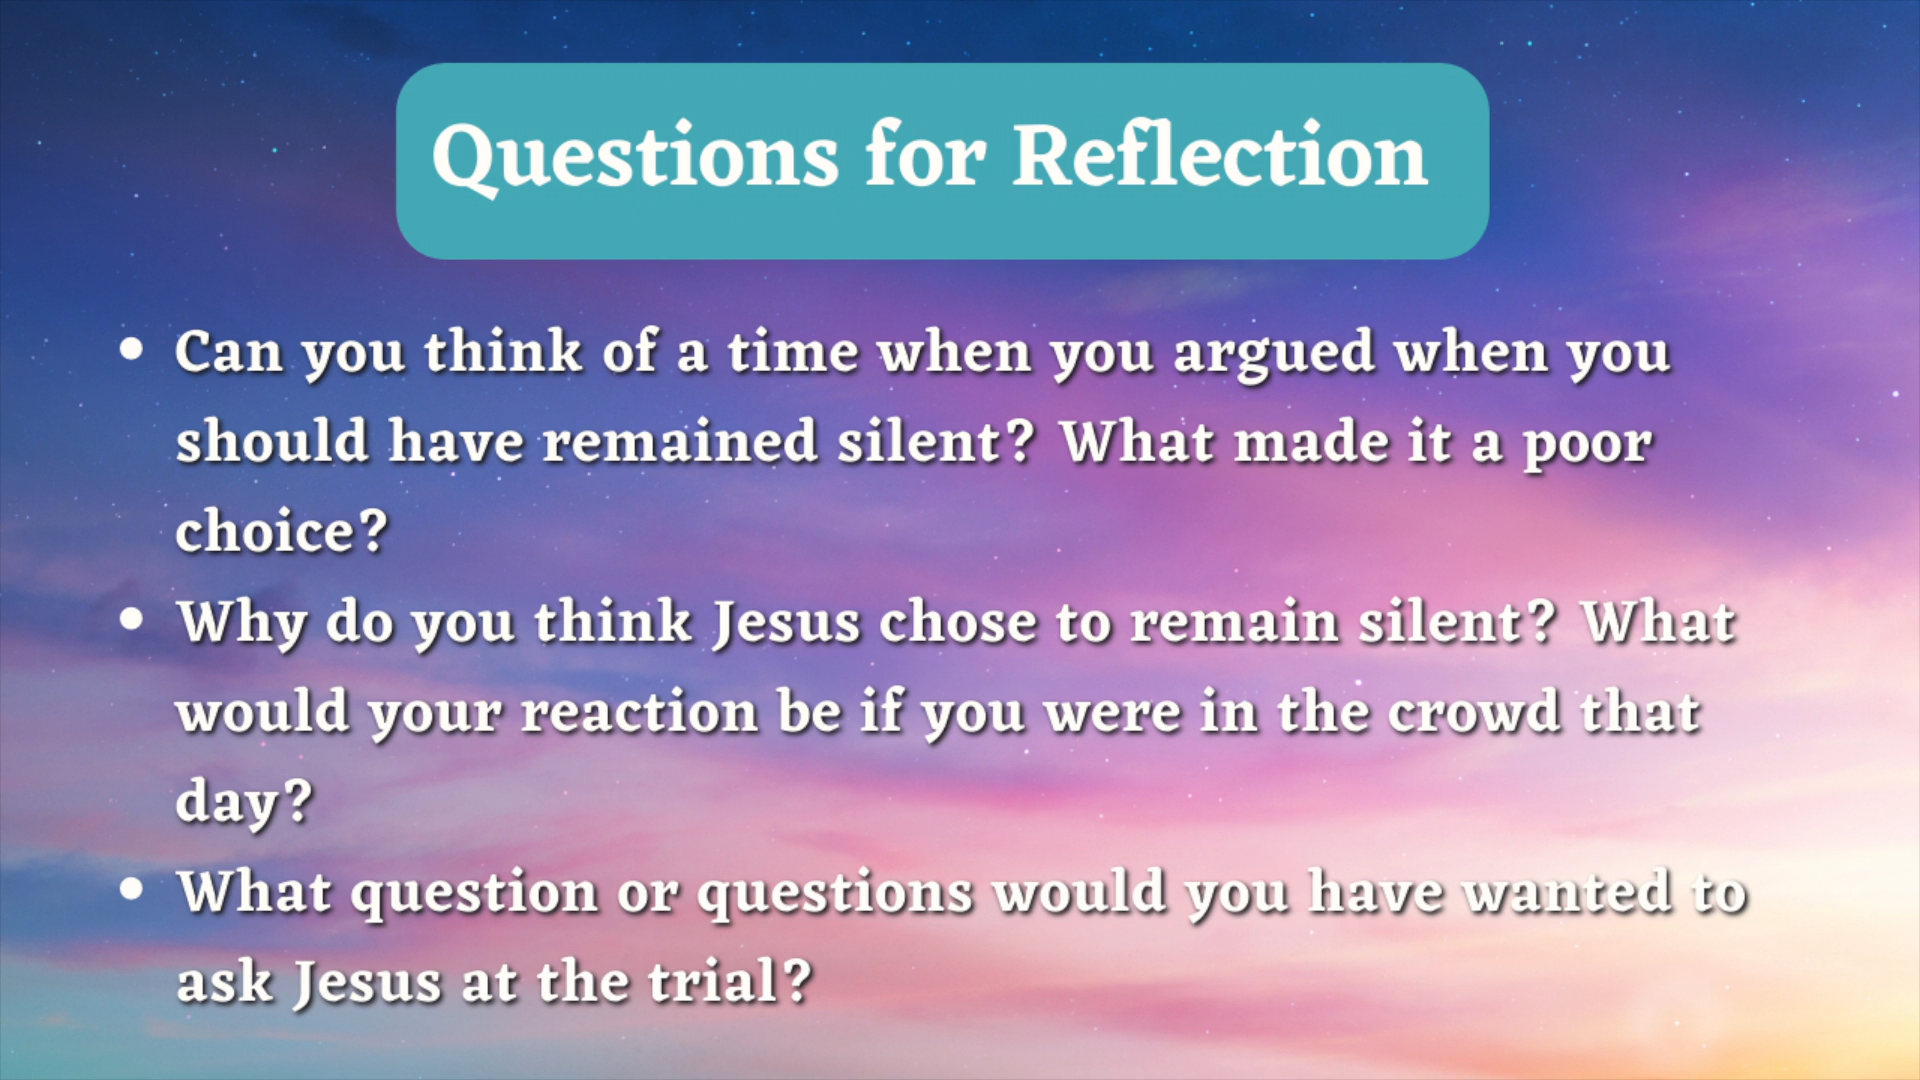 Questions for Reflection
• Can you think of a time when you argued when you
should have remained silent? What made it a poor
choice?
• Why do you think Jesus chose to remain silent? What
would your reaction be if you were in the crowd that
day?
• What question or questions would you have wanted to
ask Jesus at the trial?